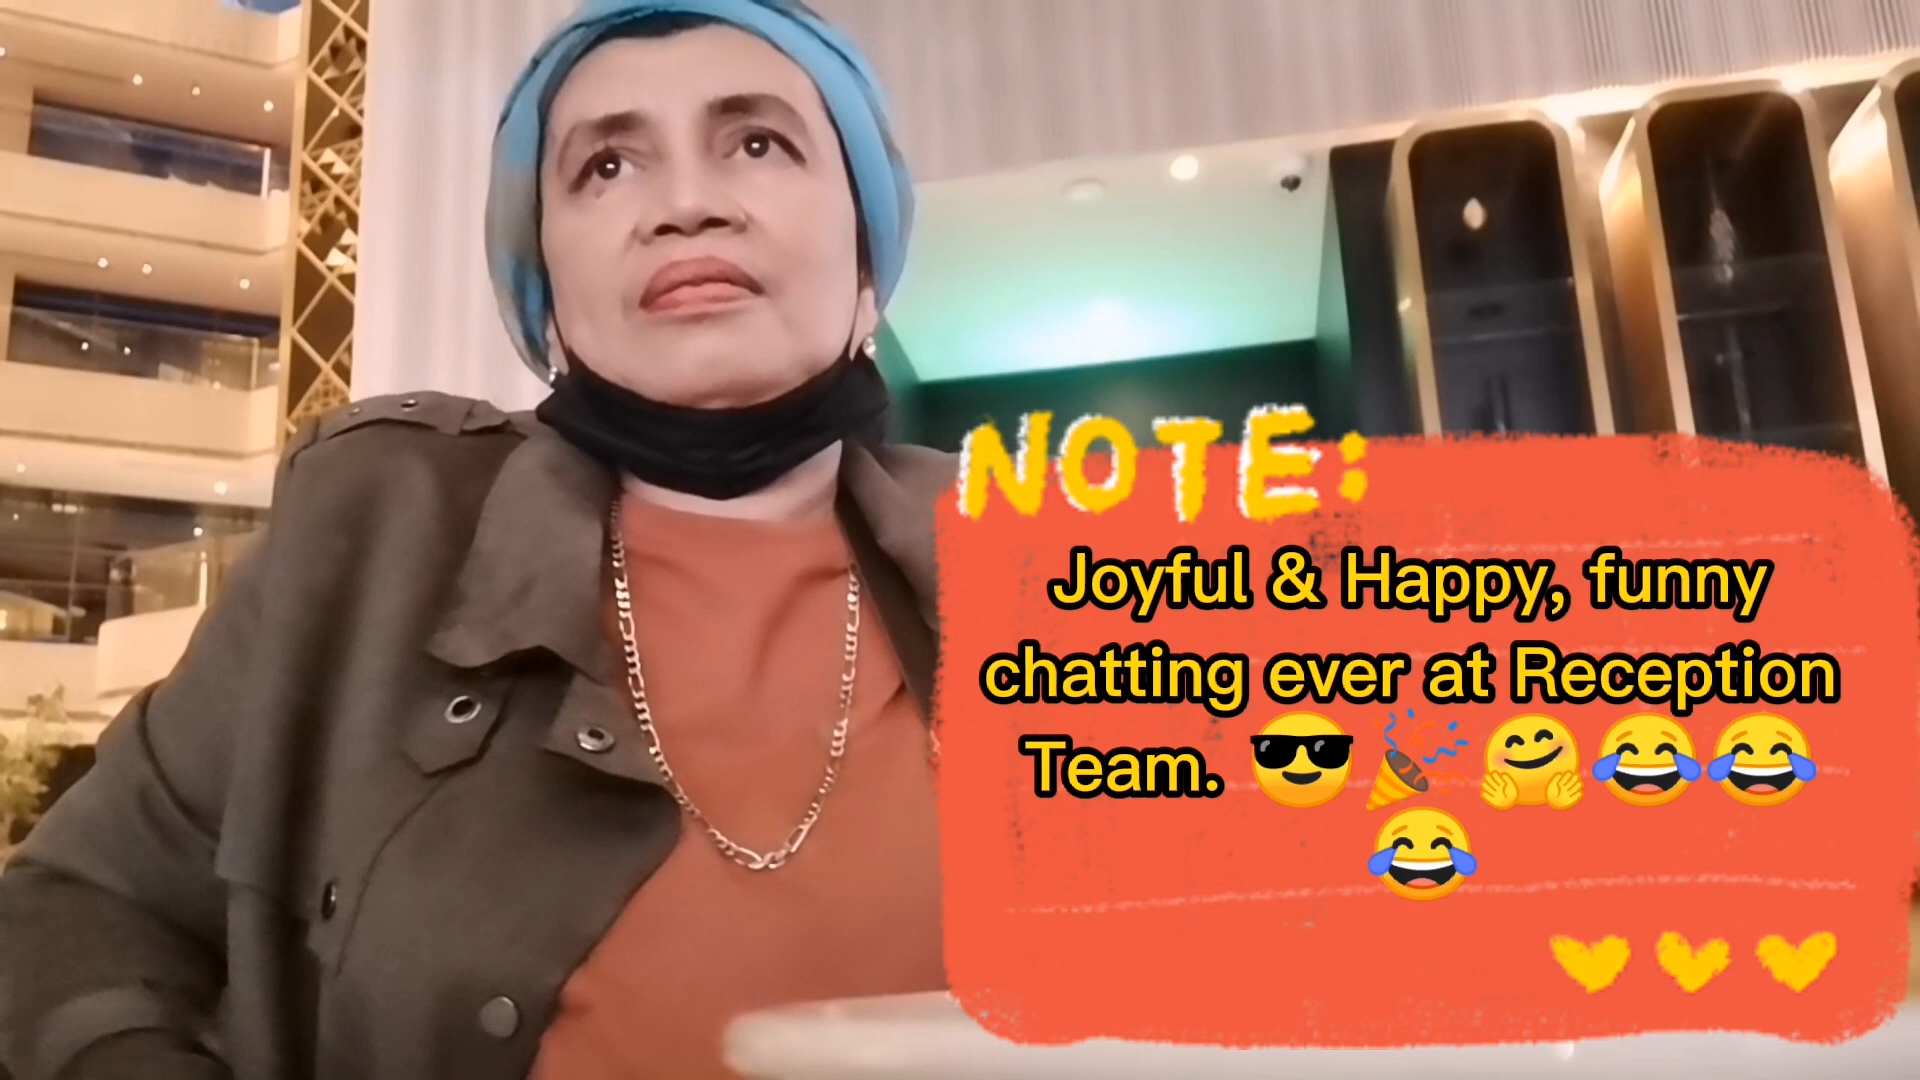 NOTE:
Joyful & Happy, funny
chatting ever at Reception
Team. 😎🎉🤗😂😂
😂